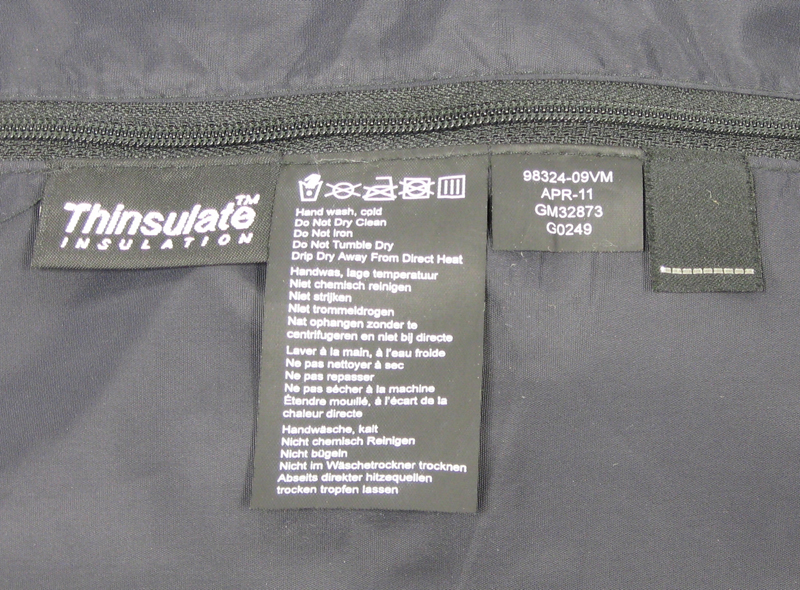 Thinsulate™
INSULATION
Hand wash, cold
Do Not Dry Clean
Do Not Iron
Do Not Tumble Dry
Drip Dry Away From Direct Heat
Handwas, lage temperatuur
Niet chemisch reinigen
Niet strijken
Niet trommeldrogen
Nat ophangen zonder te
centrifugeren en niet bij directe
Laver à la main, à l'eau froide
Ne pas nettoyer à sec
Ne pas repasser
Ne pas sécher à la machine
Étendre mouillé, à l'écart de la
chaleur directe
Handwäsche, kalt
Nicht chemisch Reinigen
Nicht bügeln
Nicht im Wäschetrockner trocknen
Abseits direkter hitzequellen
trocken tropfen lassen
98324-09VM
APR-11
GM32873
G0249